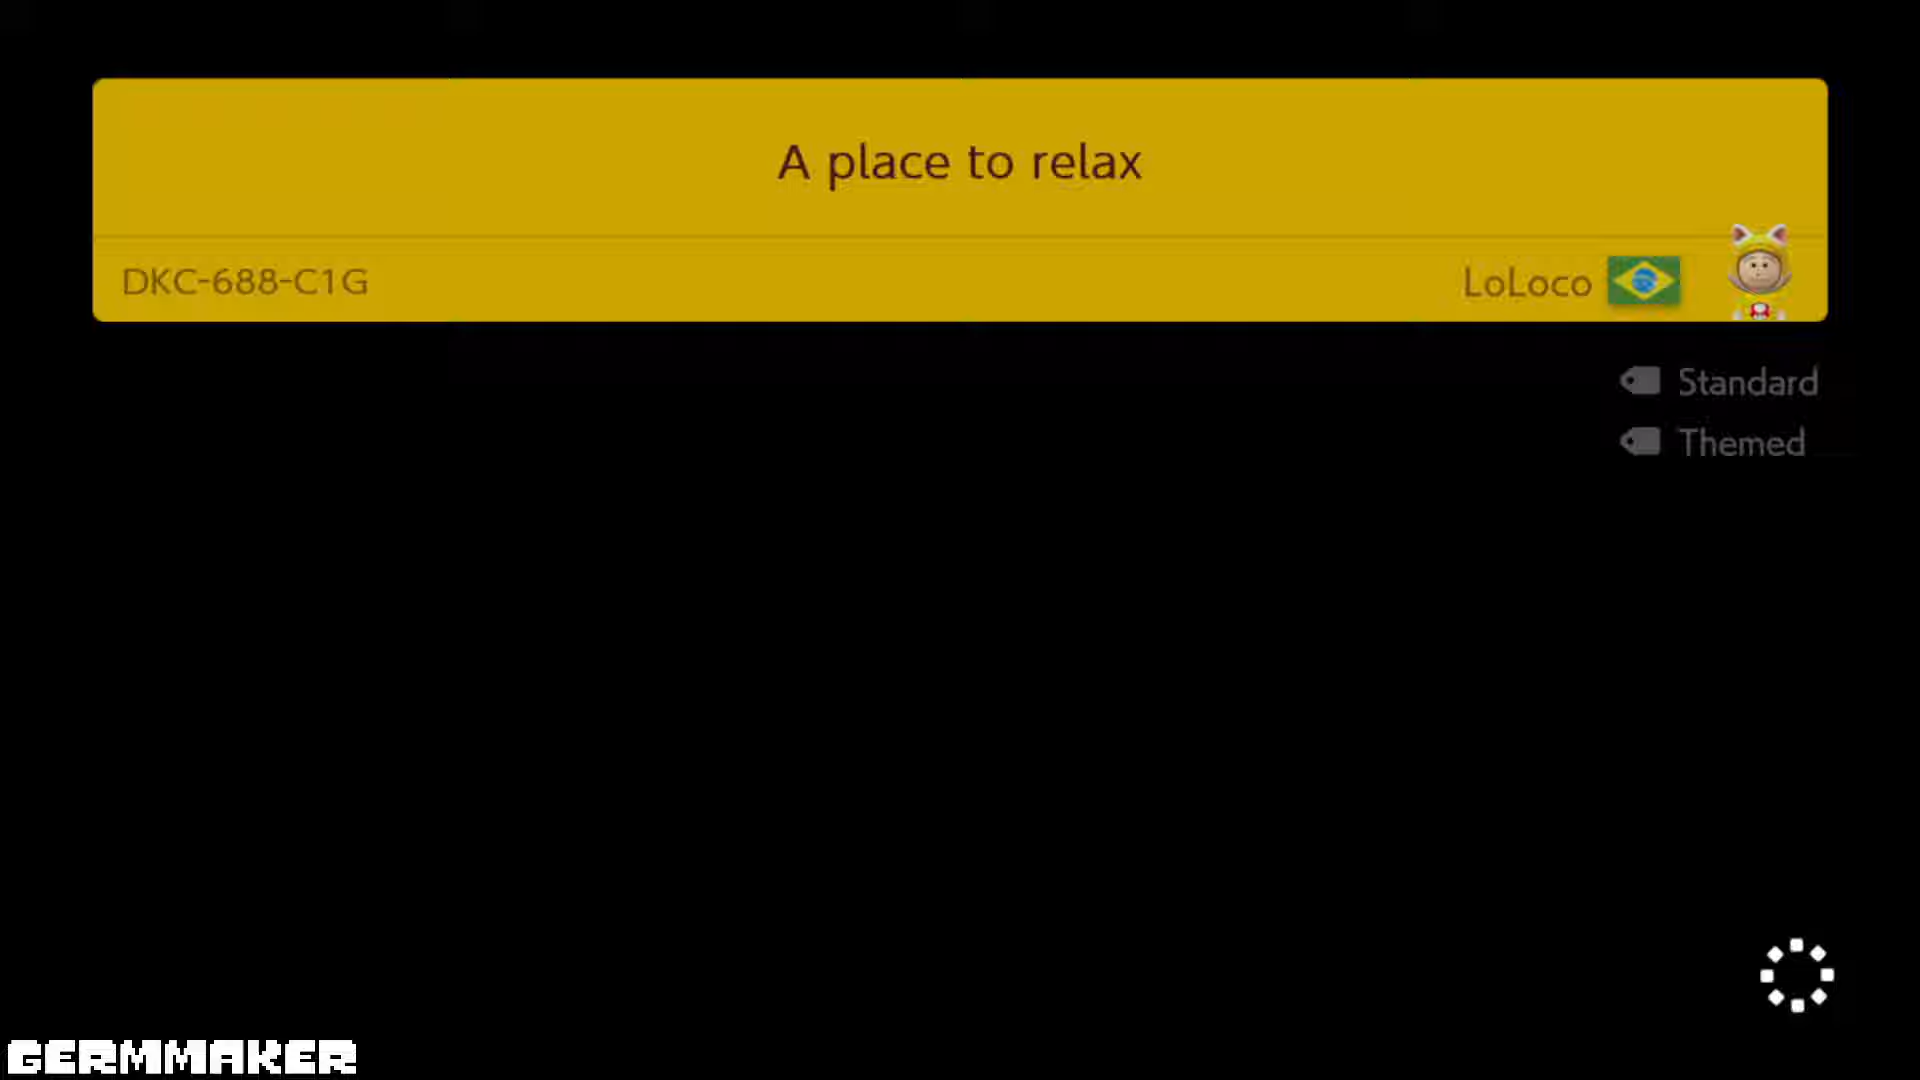 A place to relax
DKC-688-C1G
LoLoco
Standard
Themed
GERMMAKER